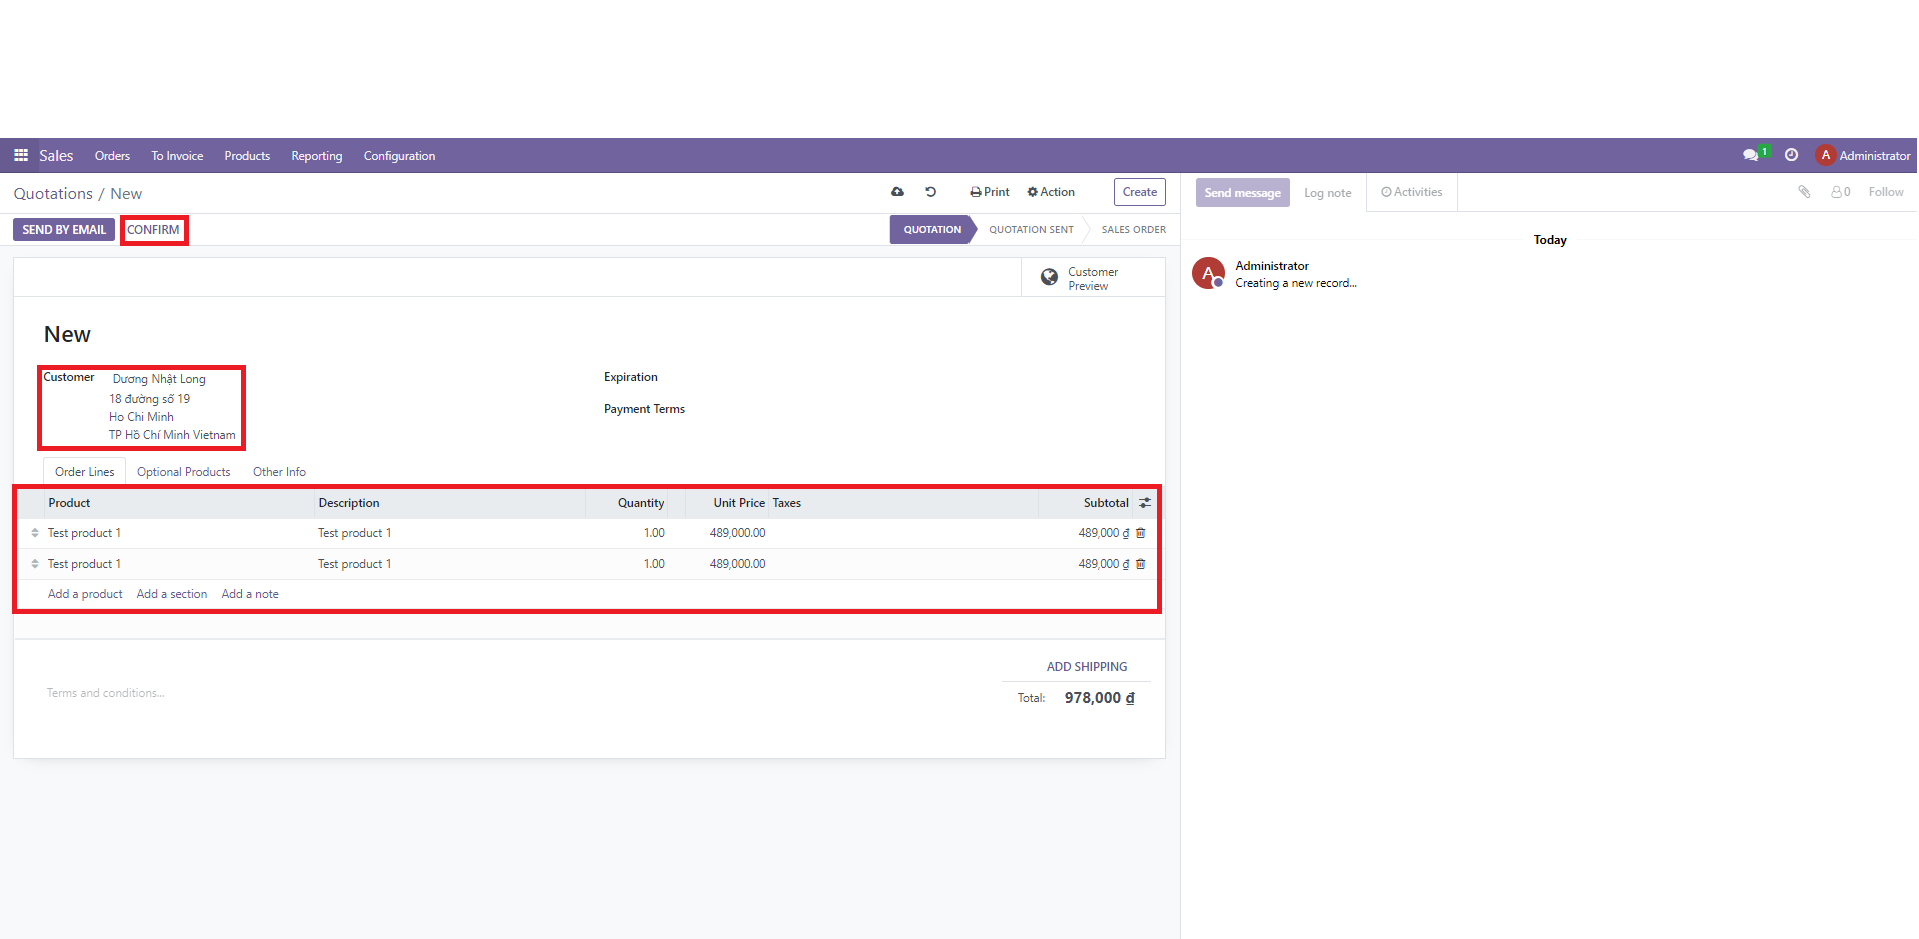 Sales Orders To Invoice Products Reporting Configuration 1 A Administrator
Quotations / New Print Action Create
Send message Log note Activities 0 Follow
SEND BY EMAIL CONFIRM QUOTATION QUOTATION SENT SALES ORDER
Today
A Administrator
Creating a new record...
Customer
Preview
New
Customer Dương Nhật Long
18 đường số 19
Ho Chi Minh
TP Hồ Chí Minh Vietnam
Expiration
Payment Terms
Order Lines Optional Products Other Info
Product Description Quantity Unit Price Taxes Subtotal
Test product 1 Test product 1 1.00 489,000.00 489,000 ₫
Test product 1 Test product 1 1.00 489,000.00 489,000 ₫
Add a product Add a section Add a note
ADD SHIPPING
Terms and conditions...
Total: 978,000 ₫